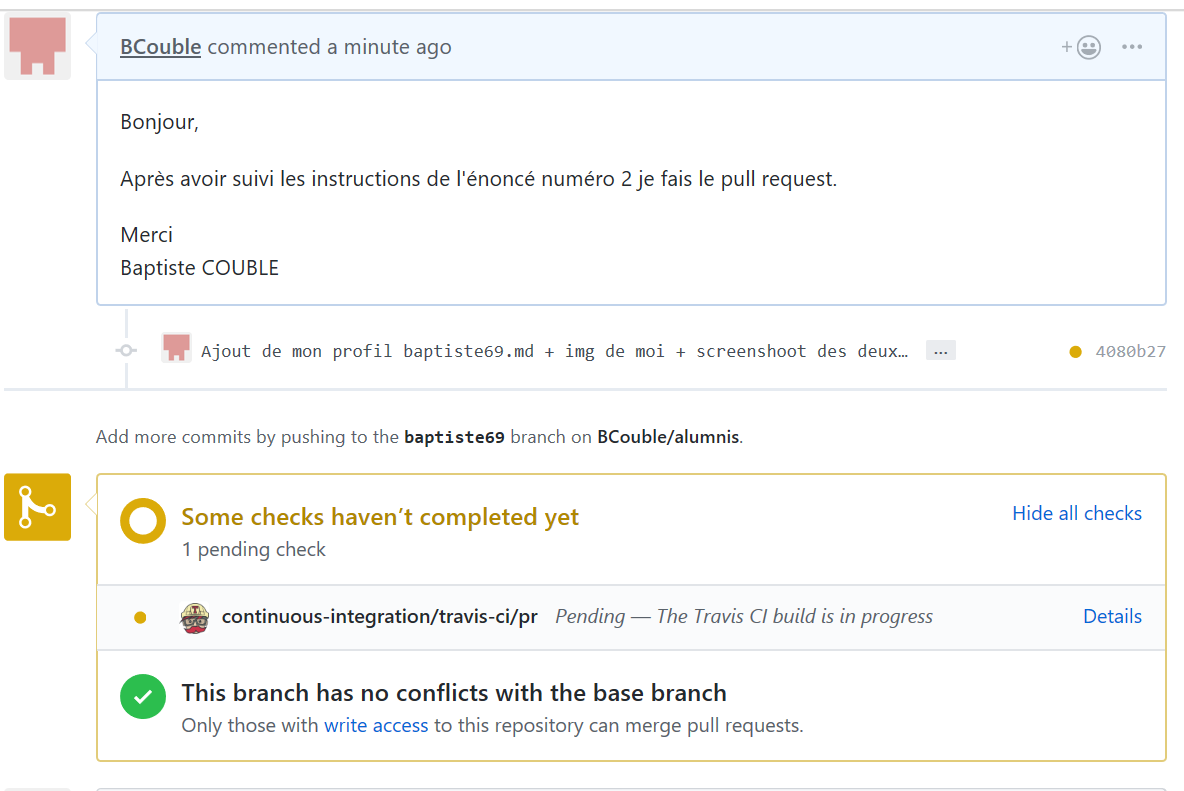 BCouble commented a minute ago
Bonjour,
Après avoir suivi les instructions de l'énoncé numéro 2 je fais le pull request.
Merci
Baptiste COUBLE
Ajout de mon profil baptiste69.md + img de moi + screenshoot des deux… ... 4080b27
Add more commits by pushing to the baptiste69 branch on BCouble/alumnis.
Some checks haven’t completed yet
Hide all checks
1 pending check
continuous-integration/travis-ci/pr Pending — The Travis CI build is in progress Details
This branch has no conflicts with the base branch
Only those with write access to this repository can merge pull requests.